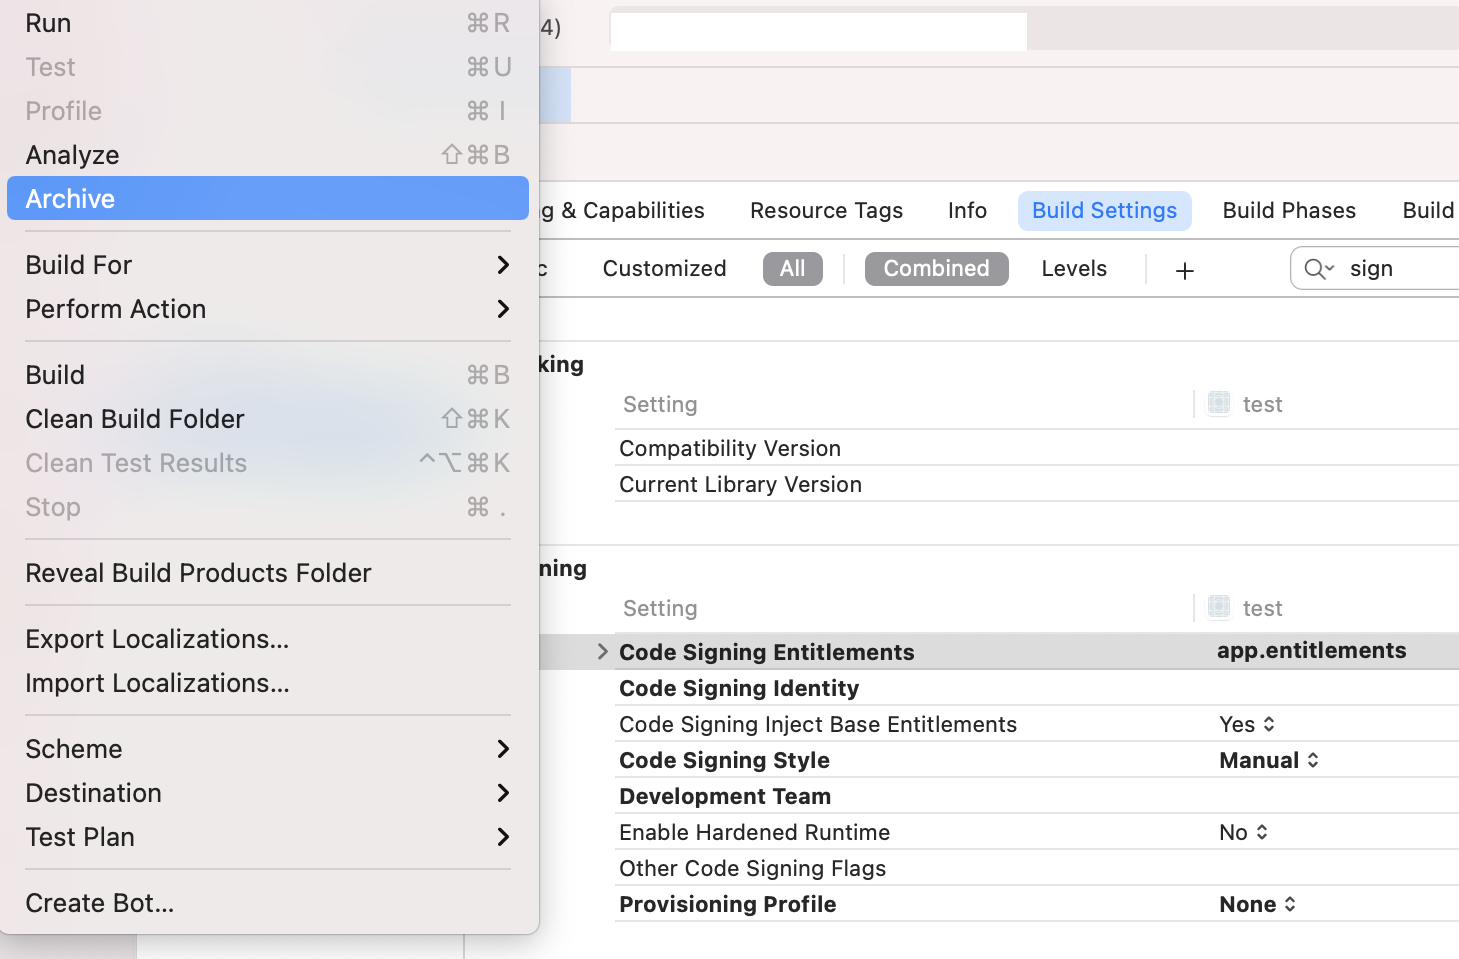 Run ⌘R
Test ⌘U
Profile ⌘I
Analyze ⇧⌘B
Archive
Build For
Perform Action
Build ⌘B
Clean Build Folder ⇧⌘K
Clean Test Results ^⌥⌘K
Stop ⌘.
Reveal Build Products Folder
Export Localizations...
Import Localizations...
Scheme
Destination
Test Plan
Create Bot...
4)
g & Capabilities Resource Tags Info Build Settings Build Phases Build
c Customized All Combined Levels + sign
king
Setting test
Compatibility Version
Current Library Version
ning
Setting test
Code Signing Entitlements app.entitlements
Code Signing Identity
Code Signing Inject Base Entitlements Yes
Code Signing Style Manual
Development Team
Enable Hardened Runtime No
Other Code Signing Flags
Provisioning Profile None